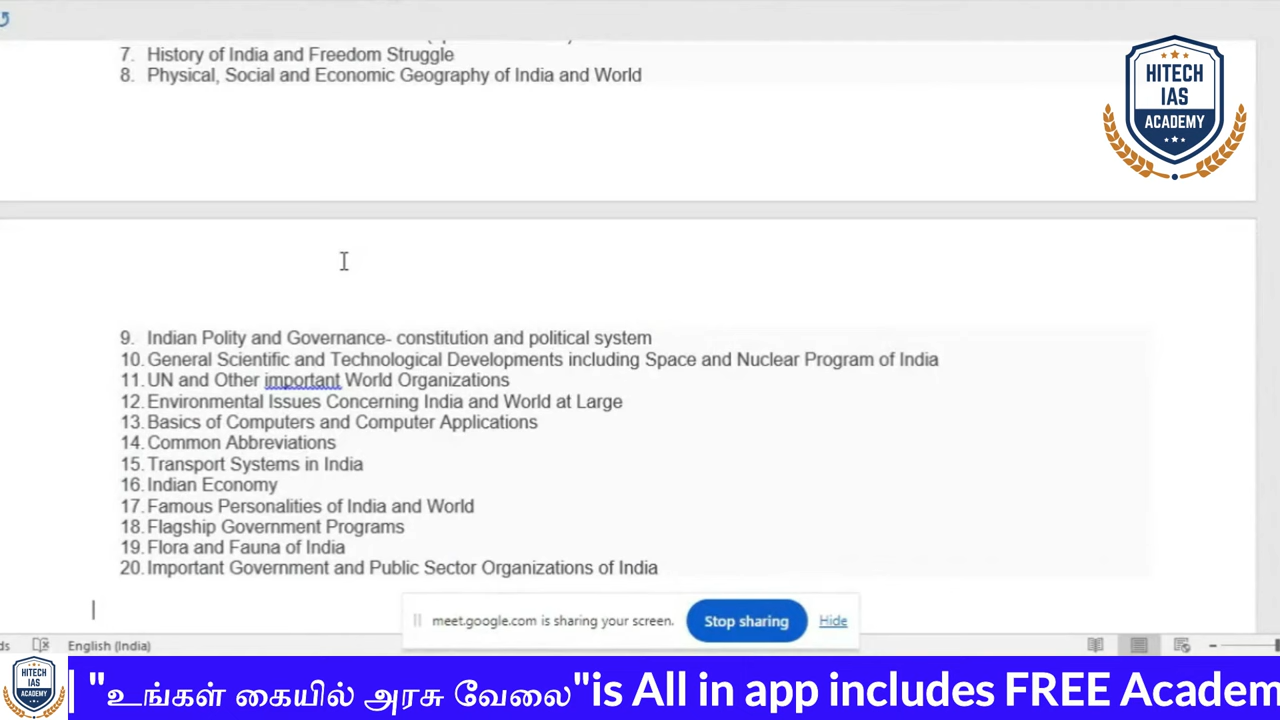 7. History of India and Freedom Struggle
8. Physical, Social and Economic Geography of India and World
HITECH
IAS
ACADEMY
9. Indian Polity and Governance- constitution and political system
10. General Scientific and Technological Developments including Space and Nuclear Program of India
11. UN and Other important World Organizations
12. Environmental Issues Concerning India and World at Large
13. Basics of Computers and Computer Applications
14. Common Abbreviations
15. Transport Systems in India
16. Indian Economy
17. Famous Personalities of India and World
18. Flagship Government Programs
19. Flora and Fauna of India
20. Important Government and Public Sector Organizations of India
meet.google.com is sharing your screen. Stop sharing Hide
English (India)
HITECH
IAS
ACADEMY
"உங்கள் கையில் அரசு வேலை"is All in app includes FREE Academ